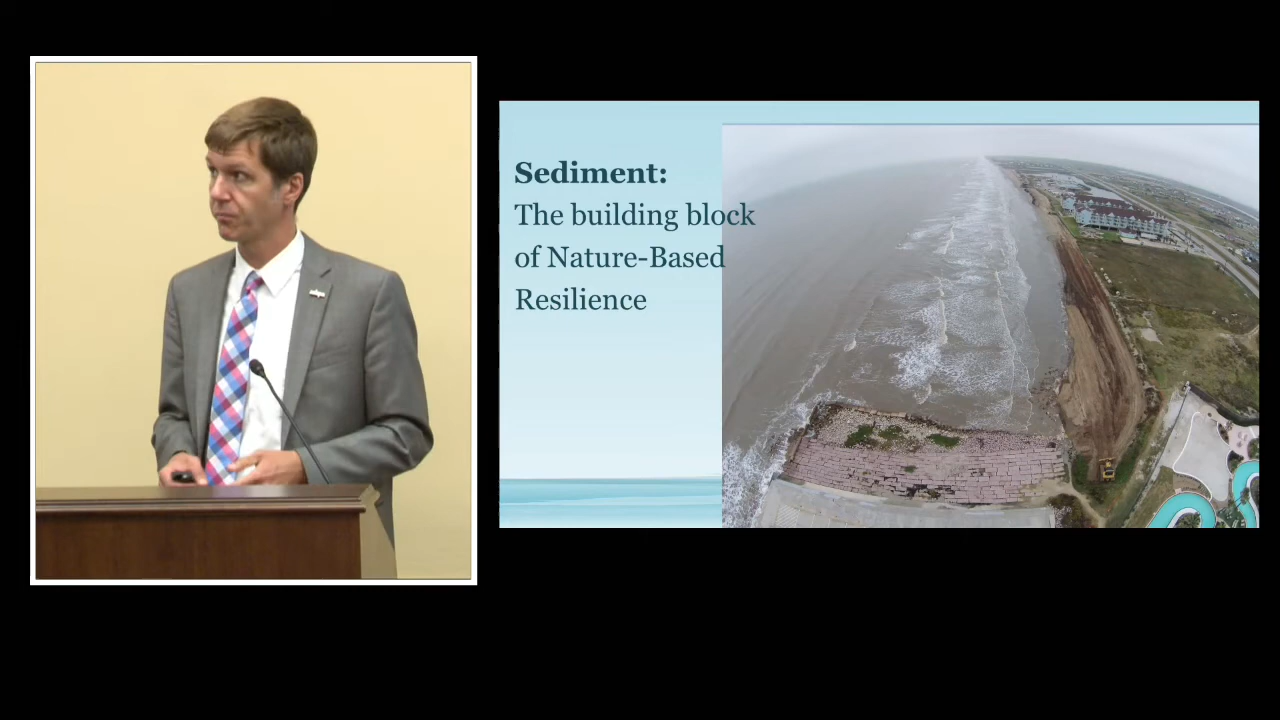 Sediment:
The building block
of Nature-Based
Resilience